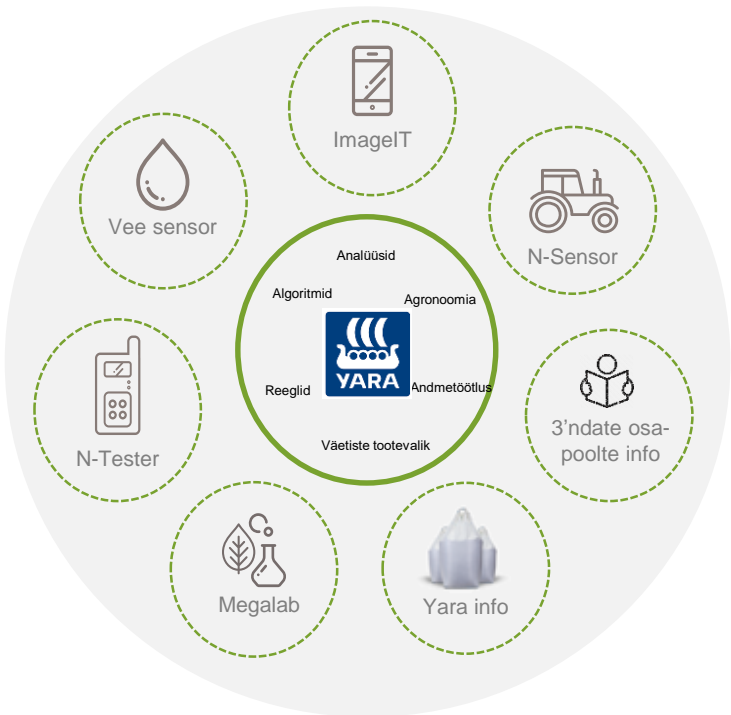 ImageIT
Vee sensor
N-Sensor
Analüüsid
Algoritmid
Agronoomia
YARA
Reeglid
Andmetöötlus
Väetiste tootevalik
N-Tester
3'ndate osa-
poolte info
Megalab
Yara info